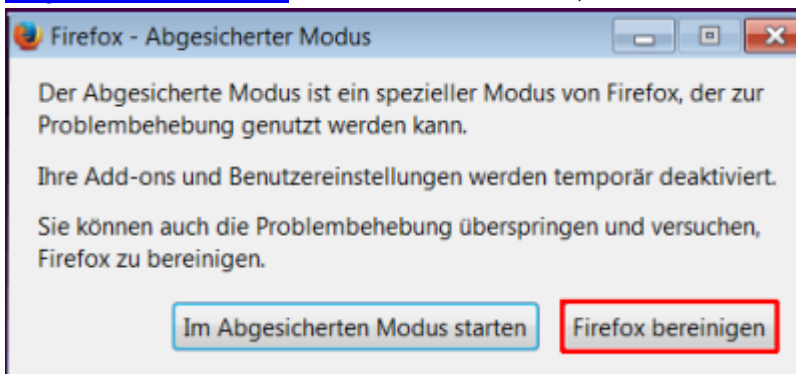 Firefox - Abgesicherter Modus
Der Abgesicherte Modus ist ein spezieller Modus von Firefox, der zur
Problembehebung genutzt werden kann.
Ihre Add-ons und Benutzereinstellungen werden temporär deaktiviert.
Sie können auch die Problembehebung überspringen und versuchen,
Firefox zu bereinigen.
Im Abgesicherten Modus starten
Firefox bereinigen